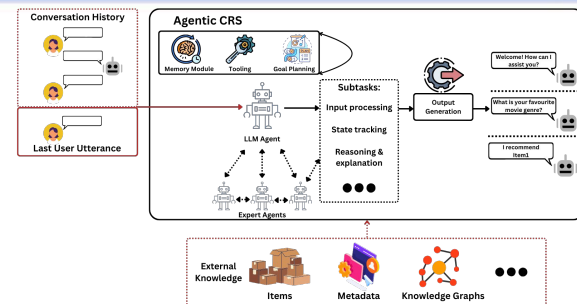 Conversation History
Last User Utterance
Agentic CRS
Memory Module
Tooling
Goal Planning
LLM Agent
Expert Agents
Subtasks:
Input processing
State tracking
Reasoning &
explanation
Output
Generation
Welcome! How can I
assist you?
What is your favourite
movie genre?
I recommend
Item1
External
Knowledge
Items
Metadata
Knowledge Graphs